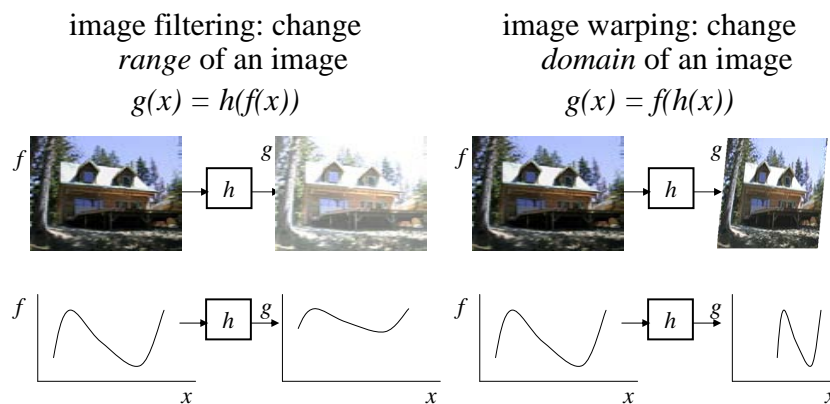 image filtering: change
range of an image
g(x) = h(f(x))
f
h
g
f
h
g
x
x
image warping: change
domain of an image
g(x) = f(h(x))
f
h
g
f
h
g
x
x